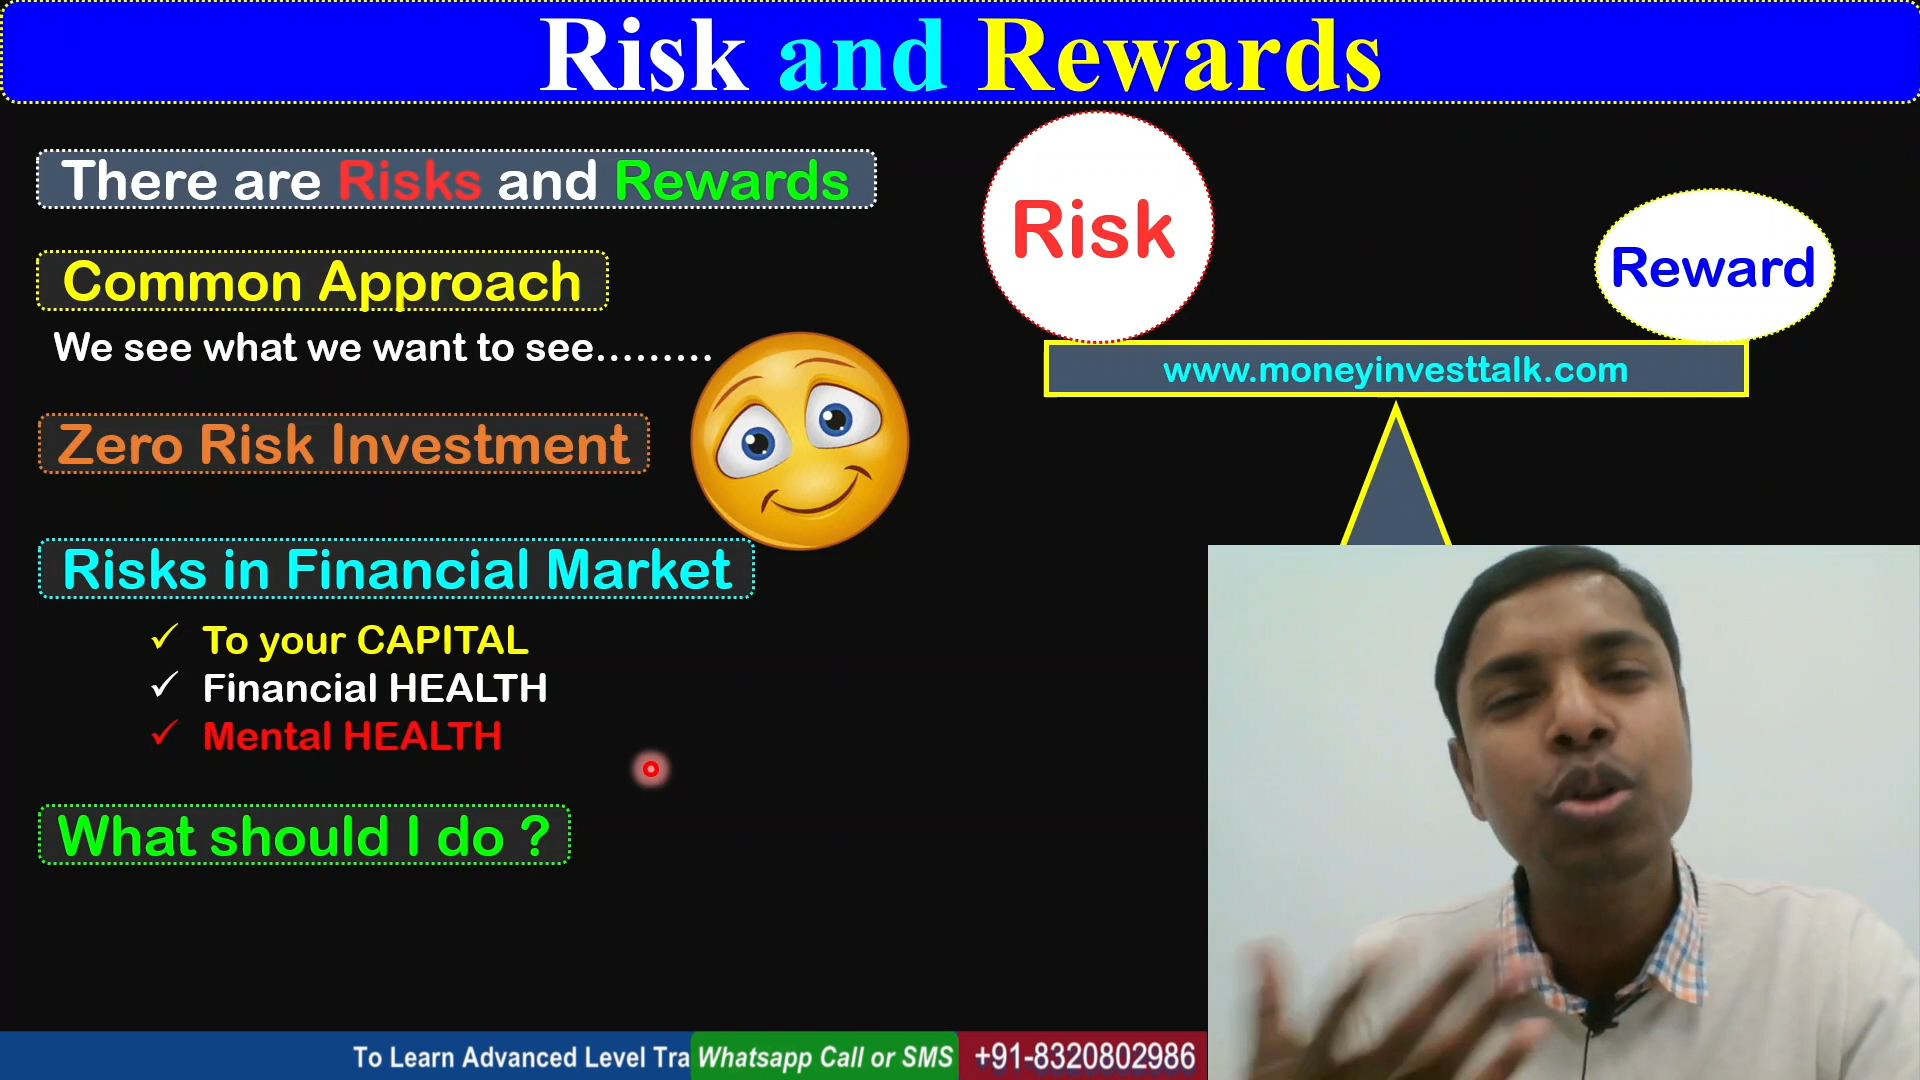 Risk and Rewards
There are Risks and Rewards
Common Approach
We see what we want to see.........
Zero Risk Investment
Risks in Financial Market
✓ To your CAPITAL
✓ Financial HEALTH
✓ Mental HEALTH
What should I do ?
Risk
Reward
www.moneyinvesttalk.com
To Learn Advanced Level Tra
Whatsapp Call or SMS
+91-8320802986